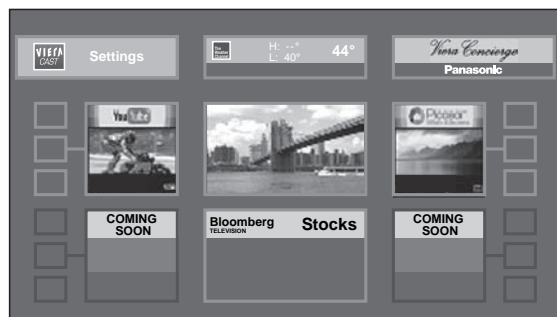 VIERA
CAST
Settings
The
Weather
Channel
H: --°
L: 40°
44°
Viera Concierge
Panasonic
YouTube
Picasa
COMING
SOON
Bloomberg
TELEVISION
Stocks
COMING
SOON